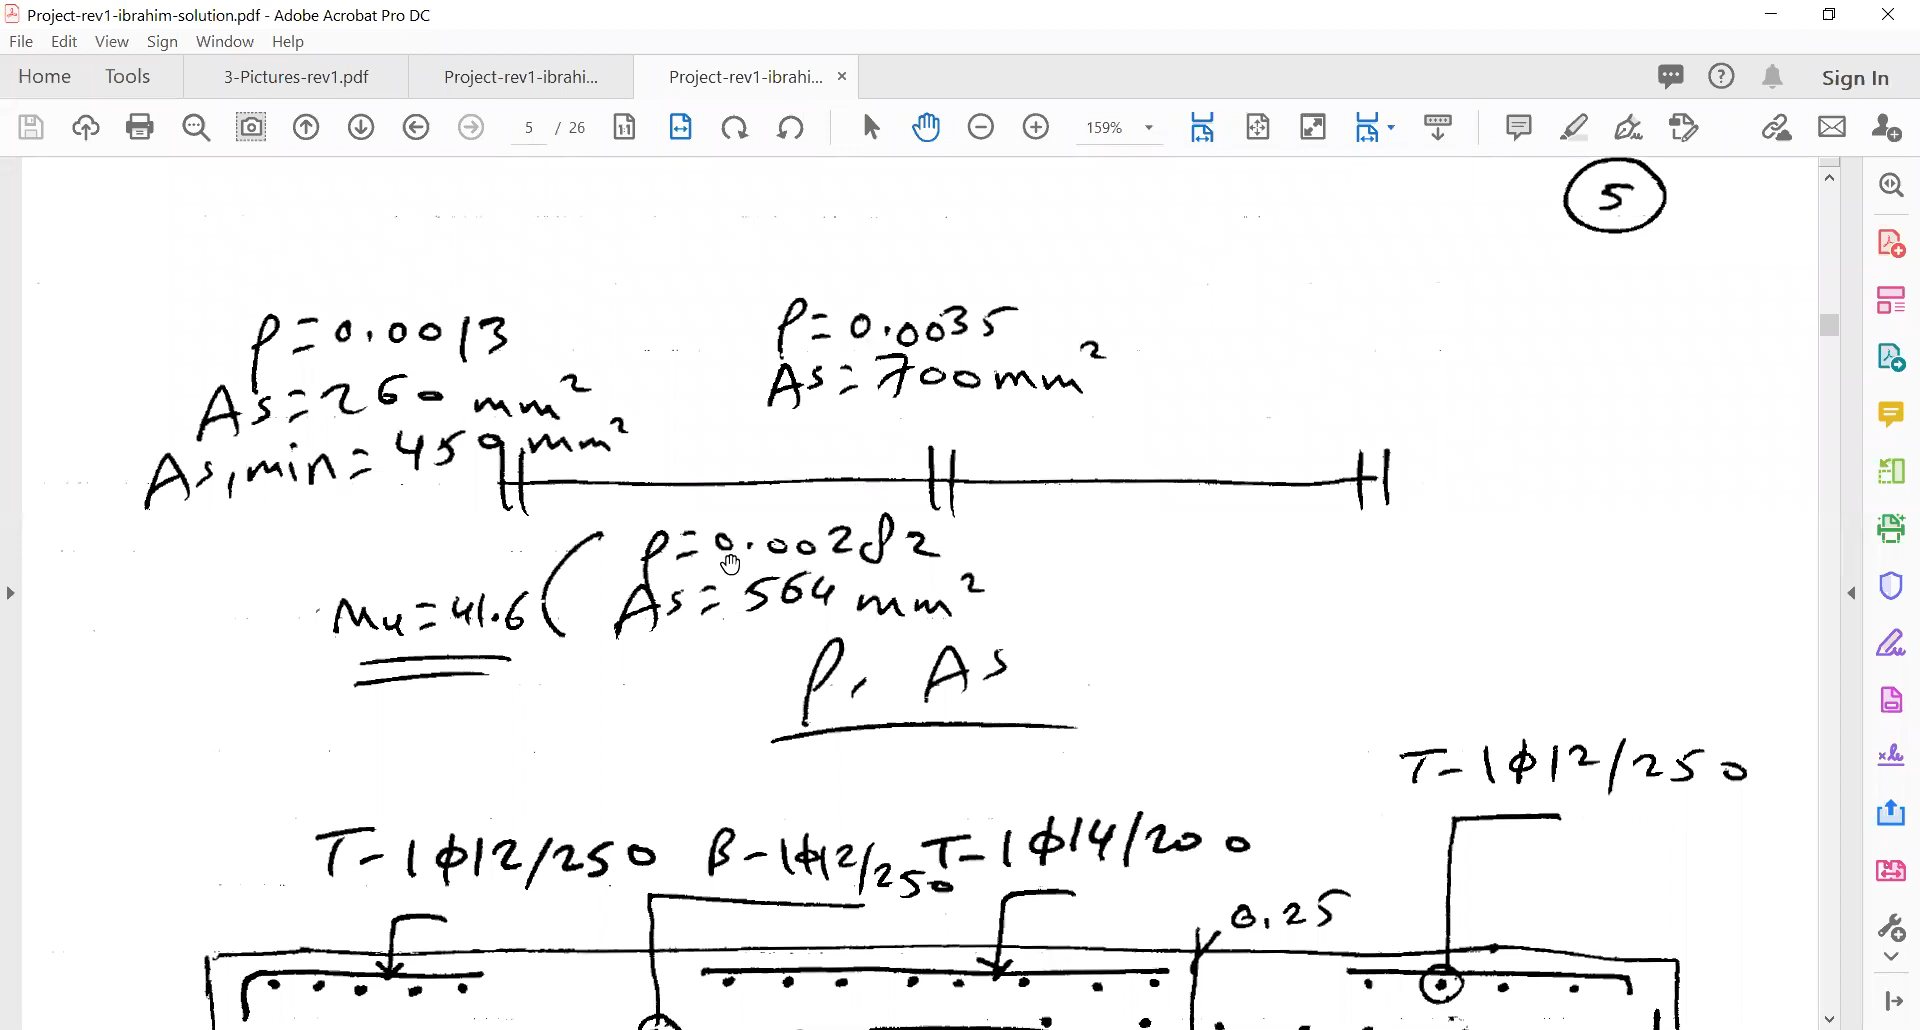 Project-rev1-ibrahim-solution.pdf - Adobe Acrobat Pro DC
File Edit View Sign Window Help
Home Tools 3-Pictures-rev1.pdf Project-rev1-ibrahi... Project-rev1-ibrahi... × Sign In
5 / 26 159%
5
ρ=0.0013
As=260 mm²
As,min=459 mm²
ρ=0.0035
As=700mm²
ρ=0.00282
As=564 mm²
Mu=41.6
ρ, As
T-1ϕ12/250
T-1ϕ12/250 B-1ϕ12/250 T-1ϕ14/200
0.25